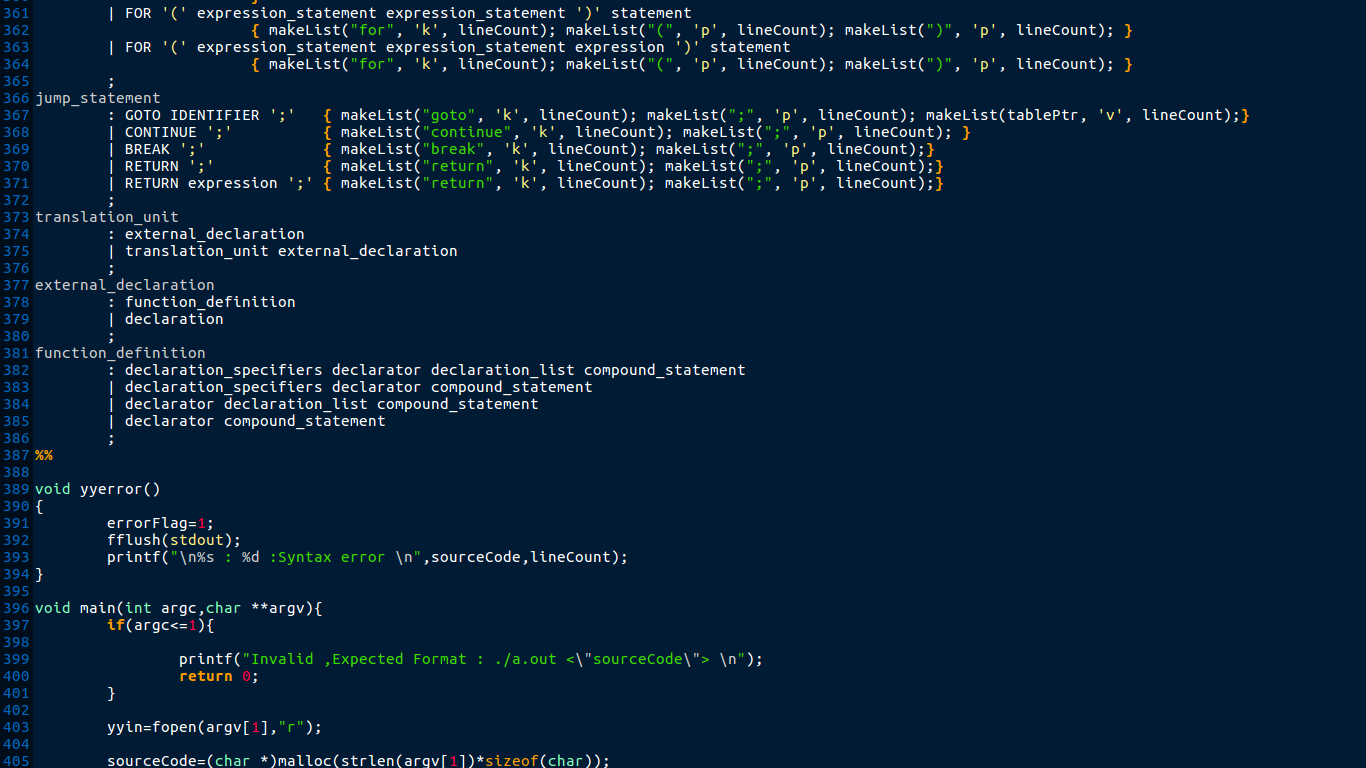 361         | FOR '(' expression_statement expression_statement ')' statement
362                         { makeList("for", 'k', lineCount); makeList("(", 'p', lineCount); makeList(")", 'p', lineCount); }
363         | FOR '(' expression_statement expression_statement expression ')' statement
364                         { makeList("for", 'k', lineCount); makeList("(", 'p', lineCount); makeList(")", 'p', lineCount); }
365         ;
366 jump_statement
367         : GOTO IDENTIFIER ';'   { makeList("goto", 'k', lineCount); makeList(";", 'p', lineCount); makeList(tablePtr, 'v', lineCount);}
368         | CONTINUE ';'          { makeList("continue", 'k', lineCount); makeList(";", 'p', lineCount); }
369         | BREAK ';'             { makeList("break", 'k', lineCount); makeList(";", 'p', lineCount);}
370         | RETURN ';'            { makeList("return", 'k', lineCount); makeList(";", 'p', lineCount);}
371         | RETURN expression ';' { makeList("return", 'k', lineCount); makeList(";", 'p', lineCount);}
372         ;
373 translation_unit
374         : external_declaration
375         | translation_unit external_declaration
376         ;
377 external_declaration
378         : function_definition
379         | declaration
380         ;
381 function_definition
382         : declaration_specifiers declarator declaration_list compound_statement
383         | declaration_specifiers declarator compound_statement
384         | declarator declaration_list compound_statement
385         | declarator compound_statement
386         ;
387 %%
388
389 void yyerror()
390 {
391         errorFlag=1;
392         fflush(stdout);
393         printf("\n%s : %d :Syntax error \n",sourceCode,lineCount);
394 }
395
396 void main(int argc,char **argv){
397         if(argc<=1){
398
399                 printf("Invalid ,Expected Format : ./a.out <\"sourceCode\"> \n");
400                 return 0;
401         }
402
403         yyin=fopen(argv[1],"r");
404
405         sourceCode=(char *)malloc(strlen(argv[1])*sizeof(char));